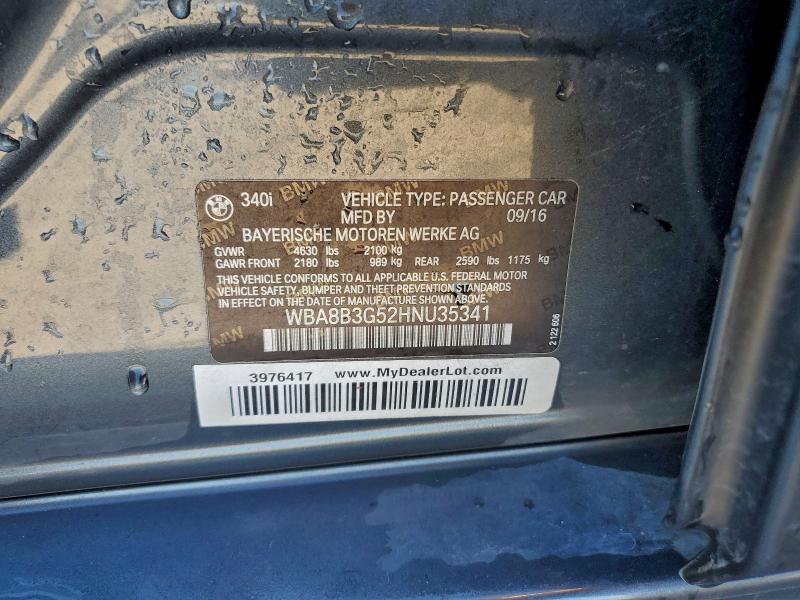 340i VEHICLE TYPE: PASSENGER CAR
MFD BY 09/16
BAYERISCHE MOTOREN WERKE AG
GVWR 4630 lbs 2100 kg
GAWR FRONT 2180 lbs 989 kg REAR 2590 lbs 1175 kg
THIS VEHICLE CONFORMS TO ALL APPLICABLE U.S. FEDERAL MOTOR
VEHICLE SAFETY, BUMPER AND THEFT PREVENTION STANDARDS
IN EFFECT ON THE DATE OF MANUFACTURE SHOWN ABOVE.
WBA8B3G52HNU35341
2 122 606
3976417 www.MyDealerLot.com